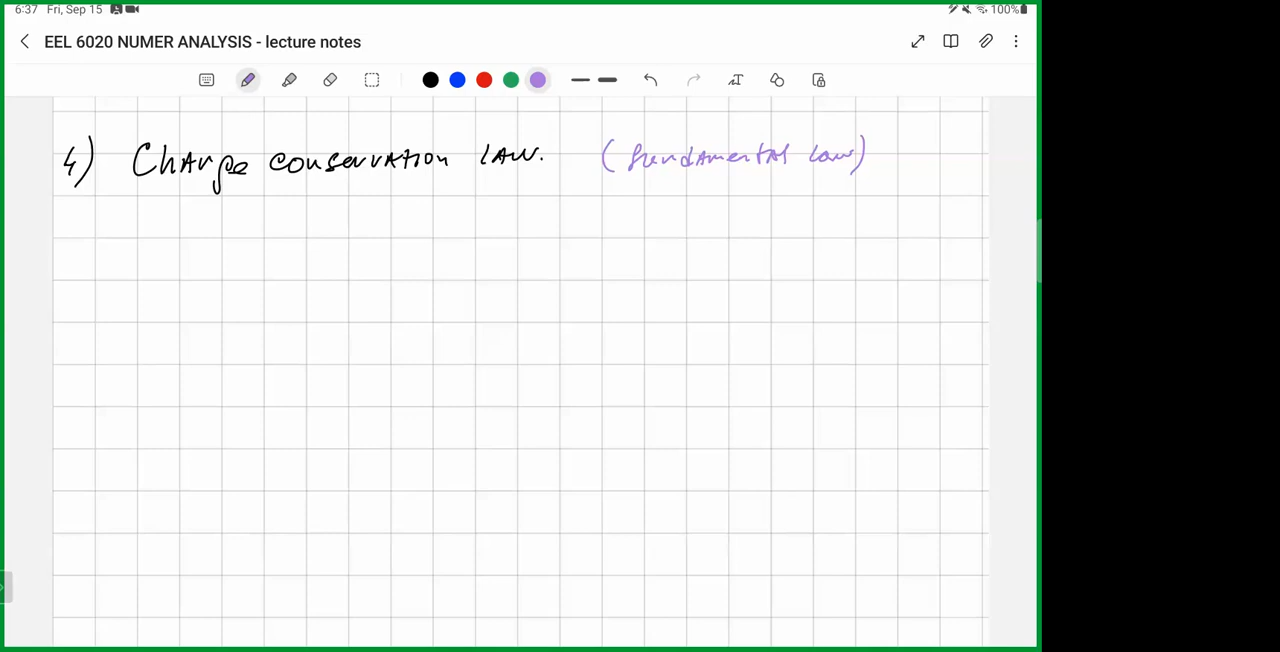 6:37 Fri, Sep 15 100%
EEL 6020 NUMER ANALYSIS - lecture notes
4) Charge conservation law. (fundamental law)